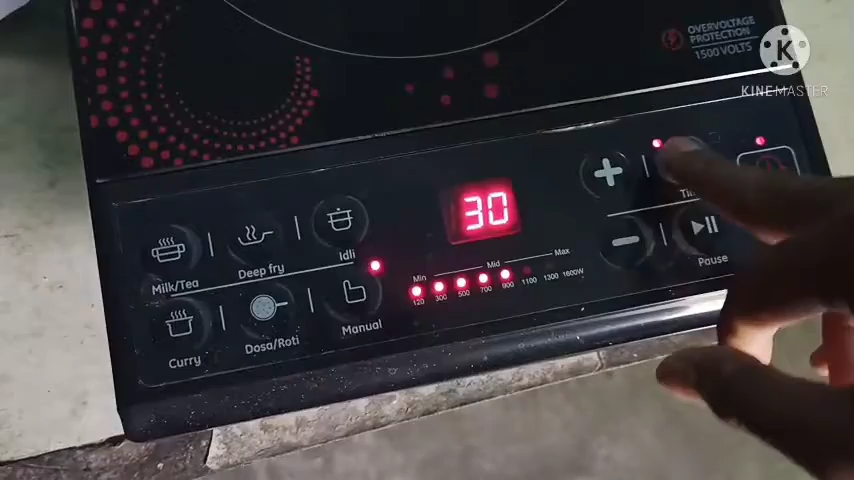 OVERVOLTAGE
PROTECTION
1500 VOLTS
K
KINEMASTER
30
Milk/Tea
Deep fry
Idli
Min
Mid
Max
120 300 500 700 900 1100 1300 1600W
Curry
Dosa/Roti
Manual
Pause